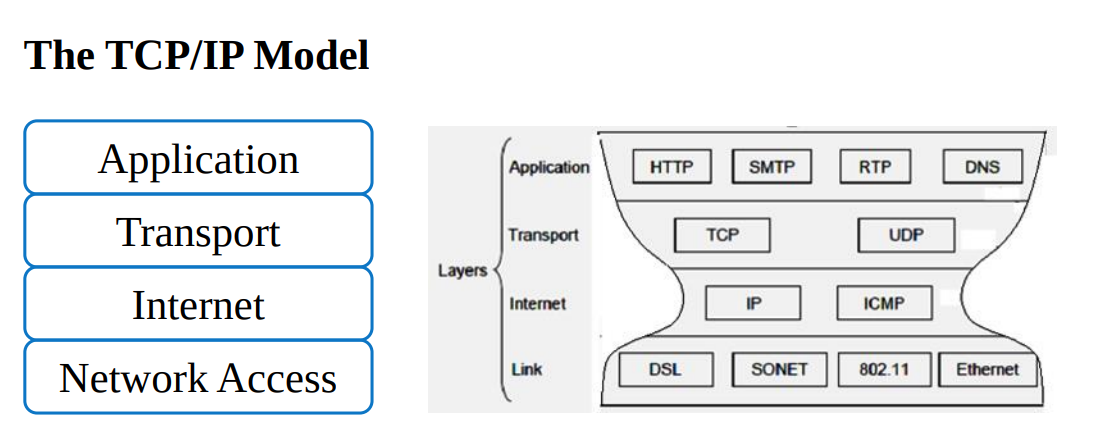 The TCP/IP Model
Application
Transport
Internet
Network Access
Layers
Application HTTP SMTP RTP DNS
Transport TCP UDP
Internet IP ICMP
Link DSL SONET 802.11 Ethernet